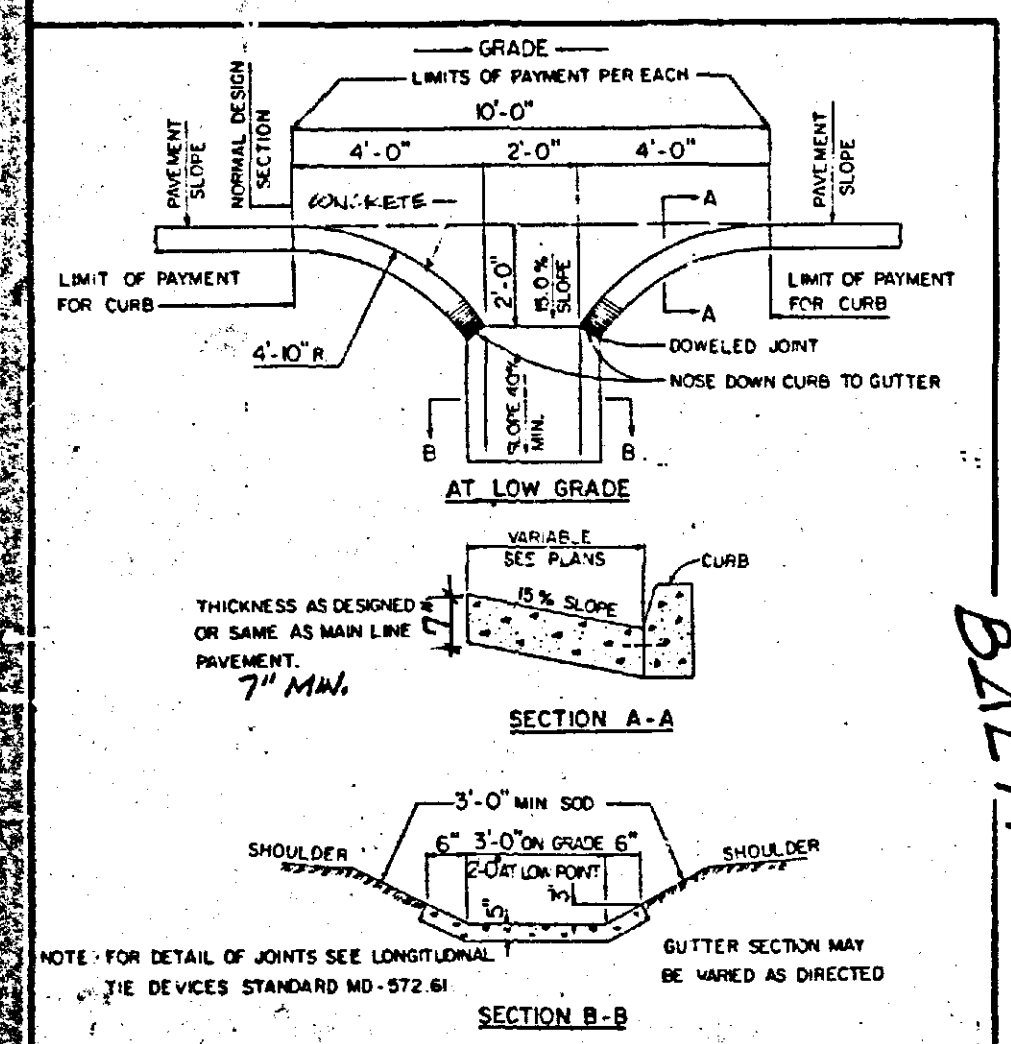 GRADE
LIMITS OF PAYMENT PER EACH
10'-0"
4'-0" 2'-0" 4'-0"
PAVEMENT
SLOPE
NORMAL DESIGN
SECTION
PAVEMENT
SLOPE
CONCRETE
A
2'-0"
15.0%
SLOPE
LIMIT OF PAYMENT
FOR CURB
LIMIT OF PAYMENT
FOR CURB
A
4'-10" R.
DOWELED JOINT
NOSE DOWN CURB TO GUTTER
SLOPE 40%
MIN.
B B
AT LOW GRADE
VARIABLE
SEE PLANS
CURB
15% SLOPE
THICKNESS AS DESIGNED
OR SAME AS MAIN LINE
PAVEMENT.
7"
7" MIN.
SECTION A-A
3'-0" MIN SOD
SHOULDER
6" 3'-0" ON GRADE 6"
SHOULDER
2'-0" AT LOW POINT
3"
5"
NOTE: FOR DETAIL OF JOINTS SEE LONGITUDINAL
TIE DEVICES STANDARD MD-572.61
GUTTER SECTION MAY
BE VARIED AS DIRECTED
SECTION B-B